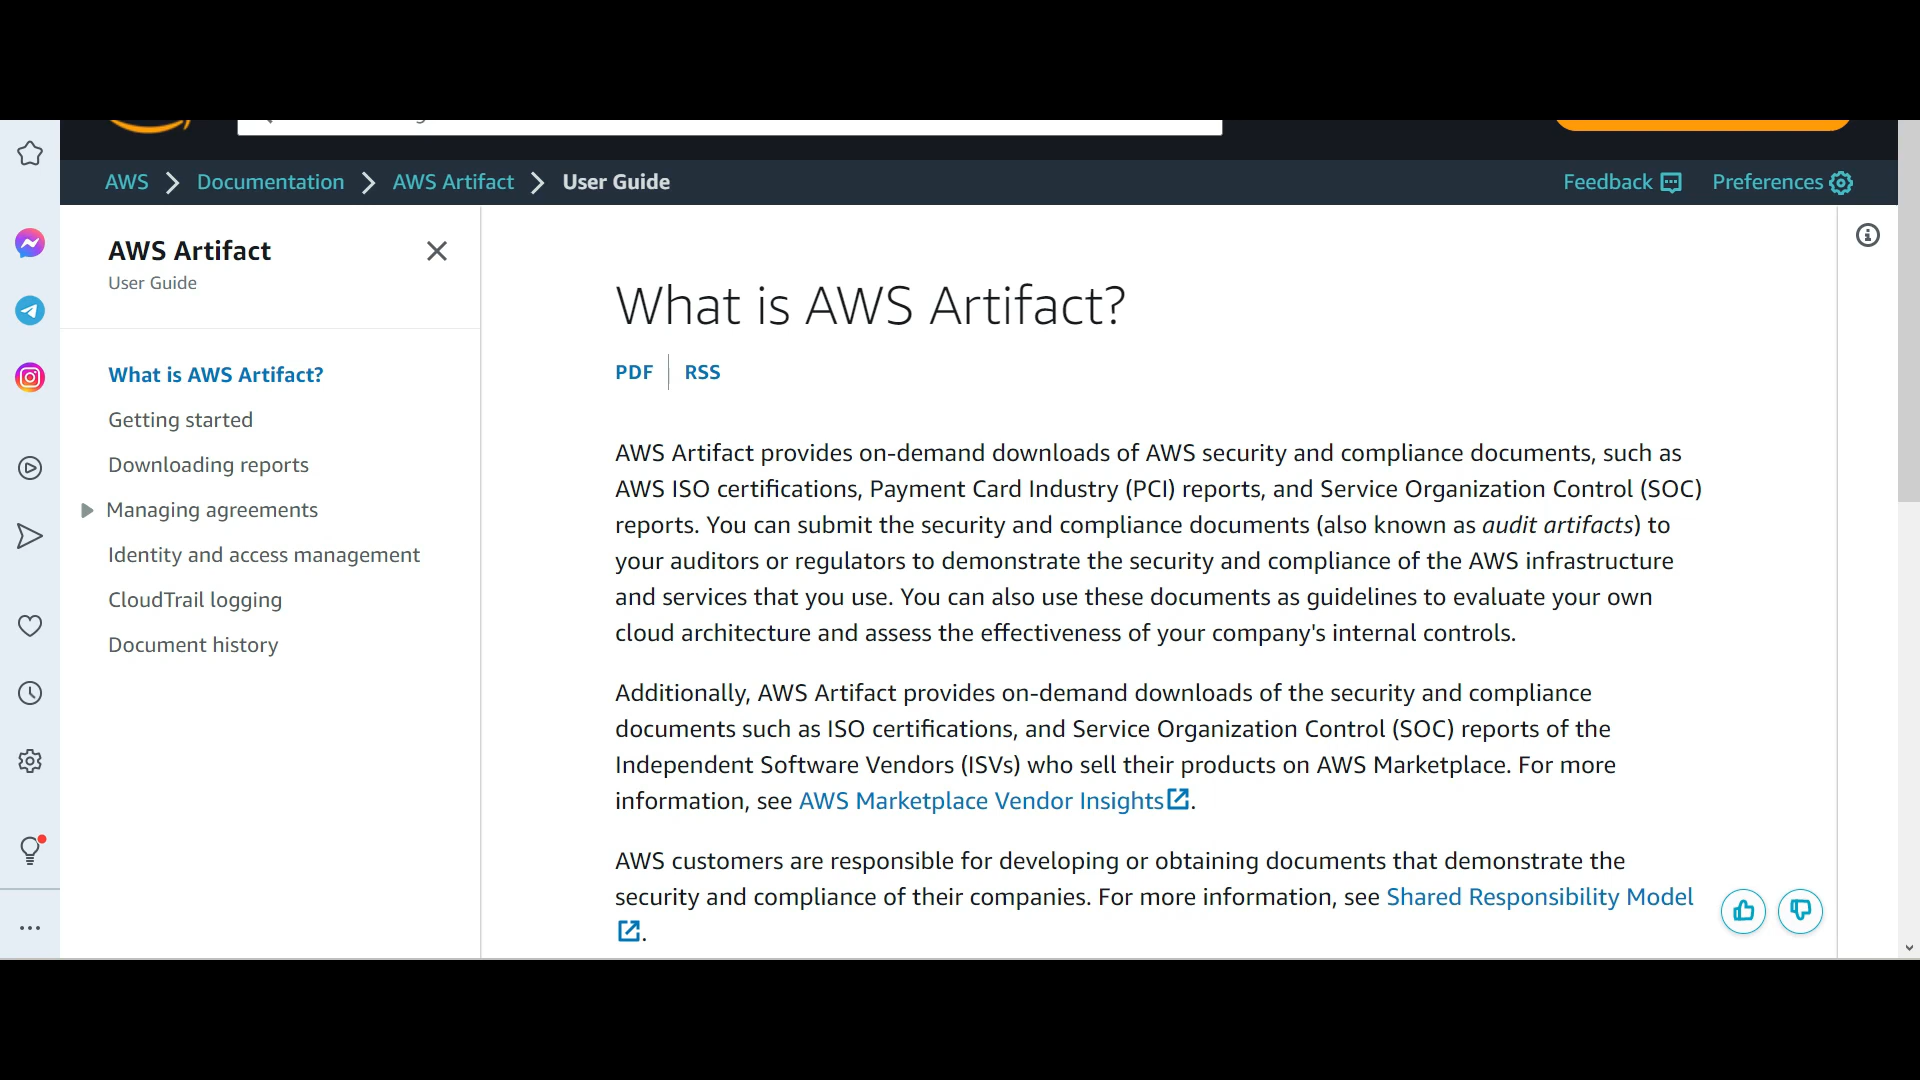 AWS > Documentation > AWS Artifact > User Guide
Feedback Preferences
AWS Artifact
User Guide
What is AWS Artifact?
Getting started
Downloading reports
Managing agreements
Identity and access management
CloudTrail logging
Document history
What is AWS Artifact?
PDF | RSS
AWS Artifact provides on-demand downloads of AWS security and compliance documents, such as
AWS ISO certifications, Payment Card Industry (PCI) reports, and Service Organization Control (SOC)
reports. You can submit the security and compliance documents (also known as audit artifacts) to
your auditors or regulators to demonstrate the security and compliance of the AWS infrastructure
and services that you use. You can also use these documents as guidelines to evaluate your own
cloud architecture and assess the effectiveness of your company's internal controls.
Additionally, AWS Artifact provides on-demand downloads of the security and compliance
documents such as ISO certifications, and Service Organization Control (SOC) reports of the
Independent Software Vendors (ISVs) who sell their products on AWS Marketplace. For more
information, see AWS Marketplace Vendor Insights.
AWS customers are responsible for developing or obtaining documents that demonstrate the
security and compliance of their companies. For more information, see Shared Responsibility Model
.